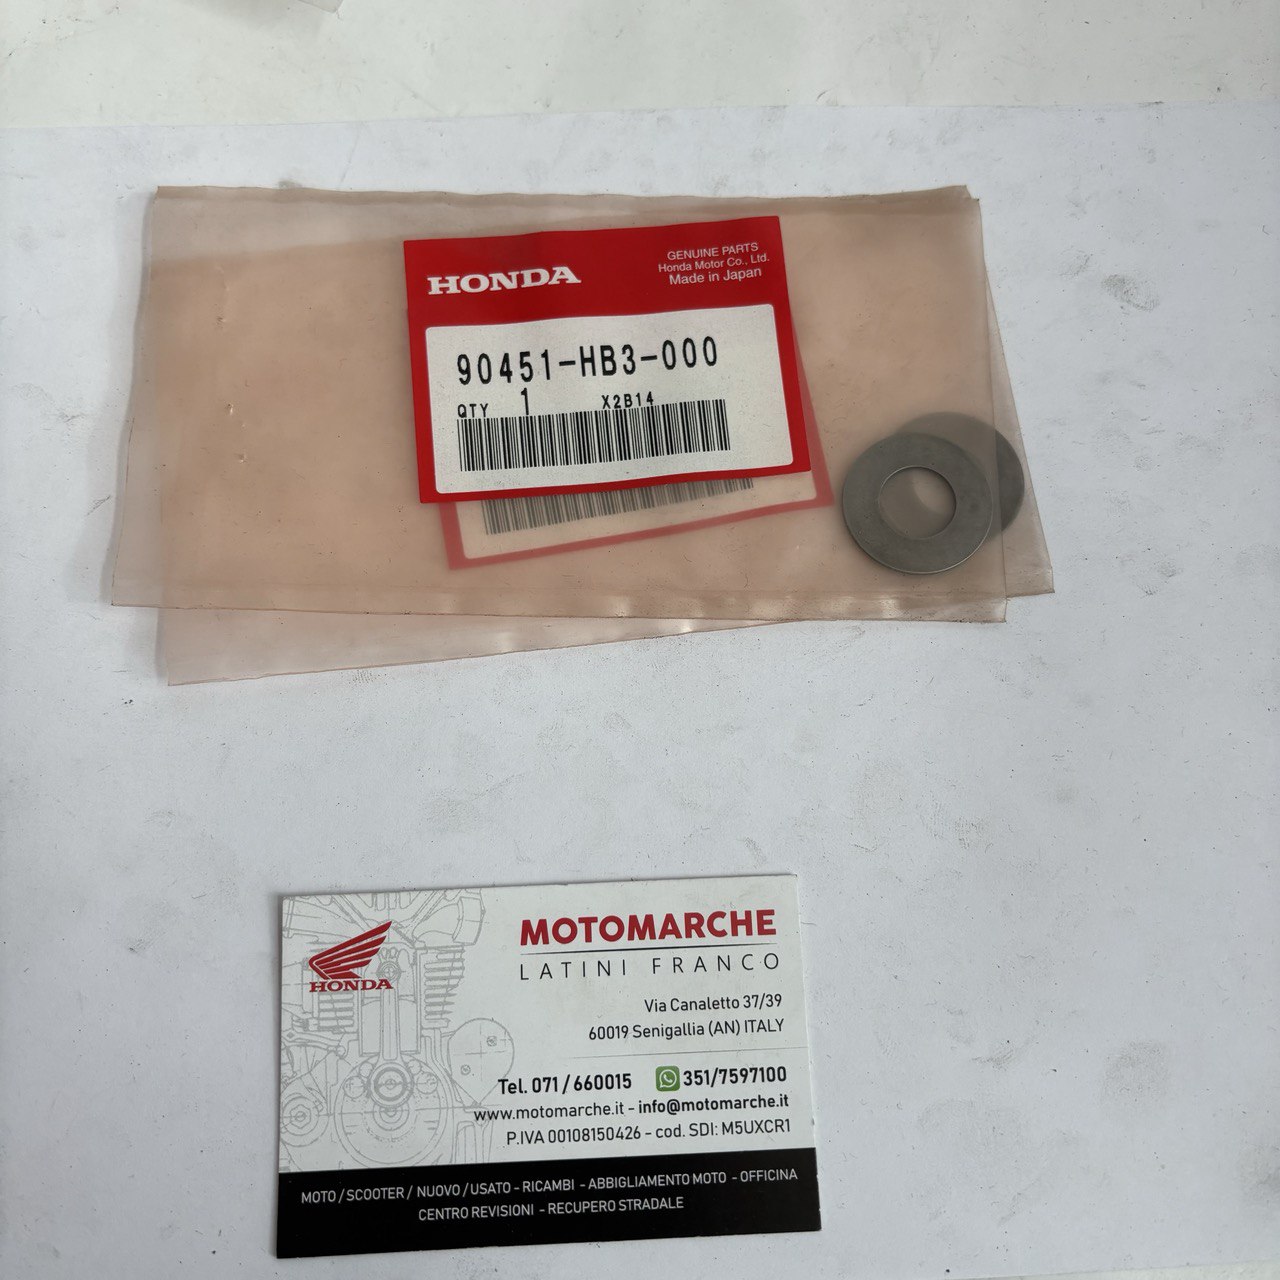 HONDA
GENUINE PARTS
Honda Motor Co., Ltd.
Made in Japan
90451-HB3-000
QTY 1 X2B14
HONDA
MOTOMARCHE
LATINI FRANCO
Via Canaletto 37/39
60019 Senigallia (AN) ITALY
Tel. 071/660015 351/7597100
www.motomarche.it - info@motomarche.it
P.IVA 00108150426 - cod. SDI: M5UXCR1
MOTO / SCOOTER / NUOVO / USATO - RICAMBI - ABBIGLIAMENTO MOTO - OFFICINA
CENTRO REVISIONI - RECUPERO STRADALE